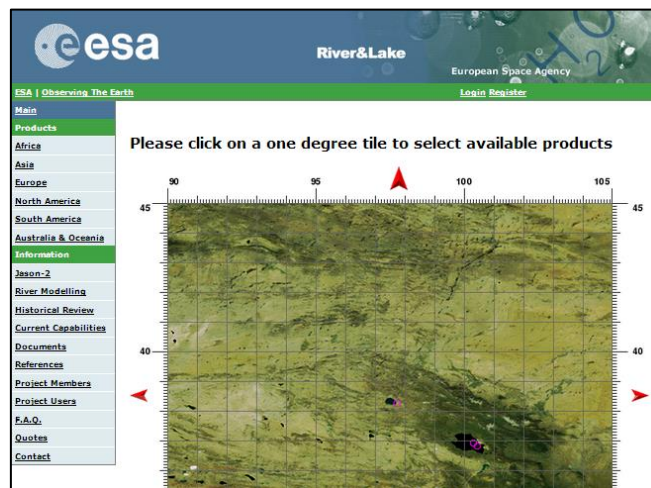 esa
River&Lake
European Space Agency
ESA | Observing The Earth
Login Register
Main
Products
Africa
Asia
Europe
North America
South America
Australia & Oceania
Information
Jason-2
River Modelling
Historical Review
Current Capabilities
Documents
References
Project Members
Project Users
F.A.Q.
Quotes
Contact
Please click on a one degree tile to select available products
90 95 100 105
45 45
40 40